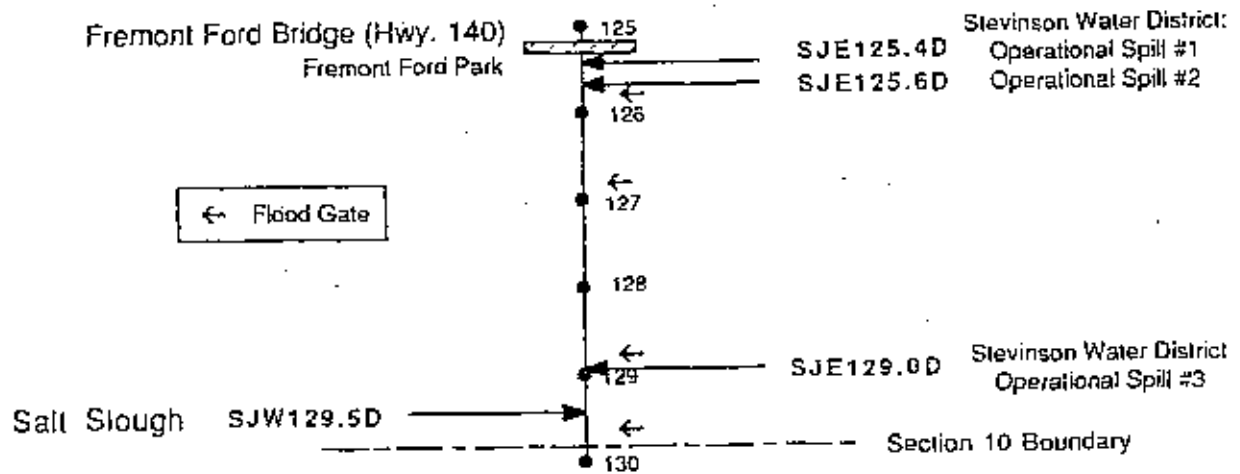 125
Fremont Ford Bridge (Hwy. 140)
Fremont Ford Park
Stevinson Water District:
SJE125.4D Operational Spill #1
SJE125.6D Operational Spill #2
126
127
← Flood Gate
128
129
SJE129.0D
Stevinson Water District
Operational Spill #3
Salt Slough SJW129.5D
Section 10 Boundary
130